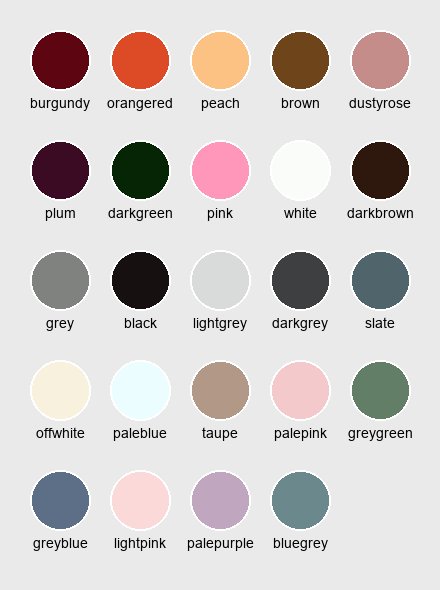 burgundy orangered peach brown dustyrose
plum darkgreen pink white darkbrown
grey black lightgrey darkgrey slate
offwhite paleblue taupe palepink greygreen
greyblue lightpink palepurple bluegrey